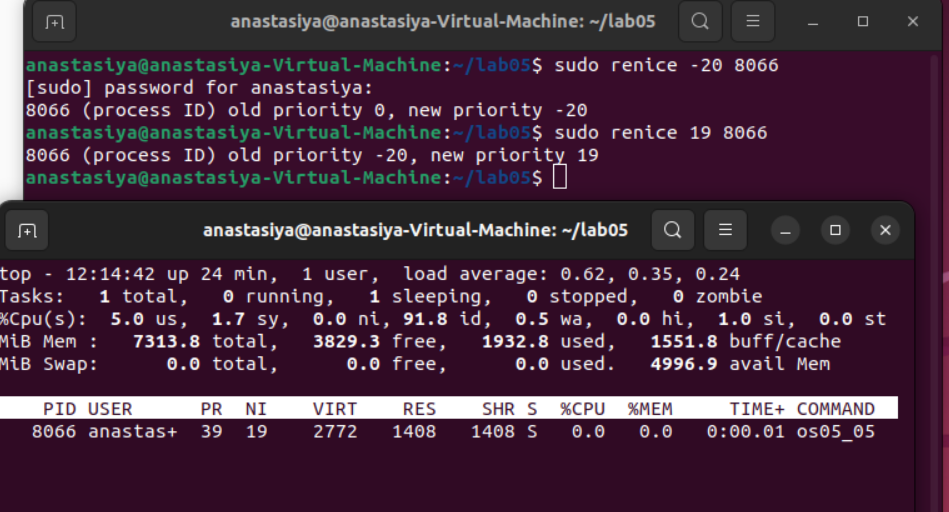 anastasiya@anastasiya-Virtual-Machine: ~/lab05
anastasiya@anastasiya-Virtual-Machine:~/lab05$ sudo renice -20 8066
[sudo] password for anastasiya:
8066 (process ID) old priority 0, new priority -20
anastasiya@anastasiya-Virtual-Machine:~/lab05$ sudo renice 19 8066
8066 (process ID) old priority -20, new priority 19
anastasiya@anastasiya-Virtual-Machine:~/lab05$
anastasiya@anastasiya-Virtual-Machine: ~/lab05
top - 12:14:42 up 24 min,  1 user,  load average: 0.62, 0.35, 0.24
Tasks:   1 total,   0 running,   1 sleeping,   0 stopped,   0 zombie
%Cpu(s):  5.0 us,  1.7 sy,  0.0 ni, 91.8 id,  0.5 wa,  0.0 hi,  1.0 si,  0.0 st
MiB Mem :   7313.8 total,   3829.3 free,   1932.8 used,   1551.8 buff/cache
MiB Swap:      0.0 total,      0.0 free,      0.0 used.   4996.9 avail Mem
PID USER      PR  NI    VIRT    RES    SHR S  %CPU  %MEM     TIME+ COMMAND
8066 anastas+  39  19    2772   1408   1408 S   0.0   0.0   0:00.01 os05_05